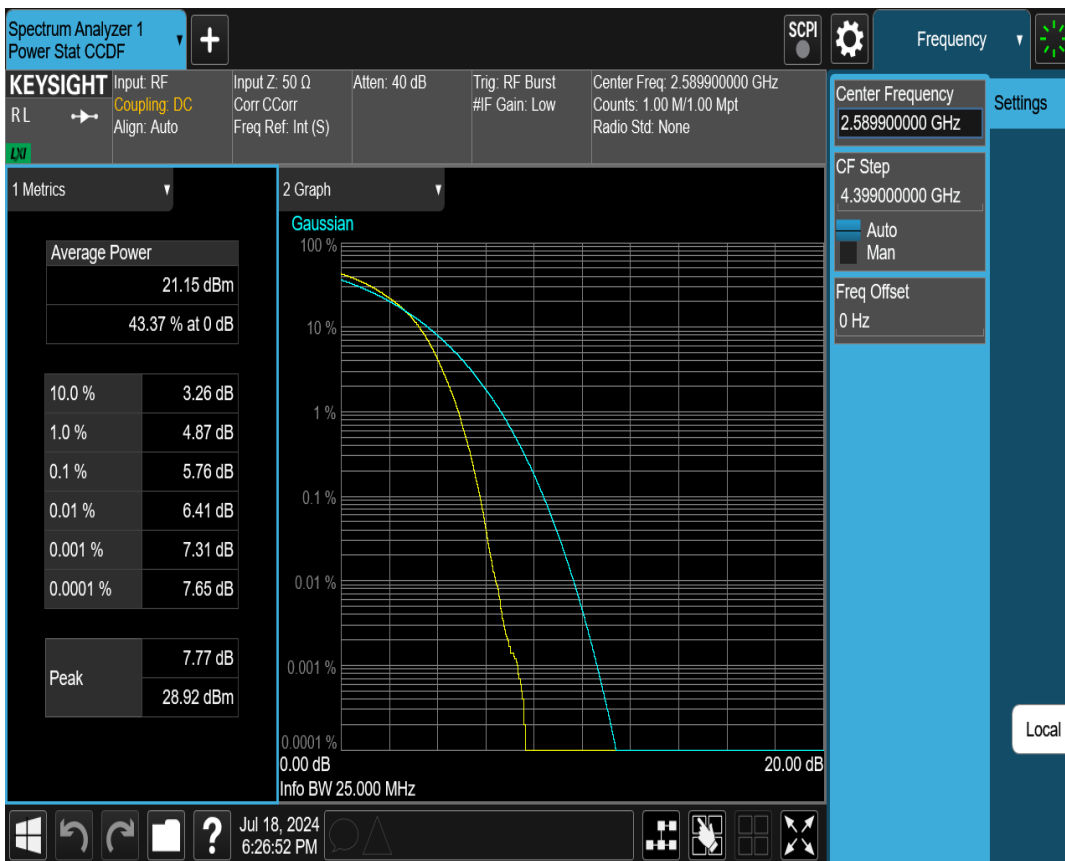 Spectrum Analyzer 1
Power Stat CCDF
+
SCPI
Frequency
KEYSIGHT
RL
LXI
Input: RF
Coupling: DC
Align: Auto
Input Z: 50 Ω
Corr CCorr
Freq Ref: Int (S)
Atten: 40 dB
Trig: RF Burst
#IF Gain: Low
Center Freq: 2.589900000 GHz
Counts: 1.00 M/1.00 Mpt
Radio Std: None
Center Frequency
2.589900000 GHz
Settings
CF Step
4.399000000 GHz
Auto
Man
Freq Offset
0 Hz
Local
1 Metrics
Average Power
21.15 dBm
43.37 % at 0 dB
10.0 % 3.26 dB
1.0 % 4.87 dB
0.1 % 5.76 dB
0.01 % 6.41 dB
0.001 % 7.31 dB
0.0001 % 7.65 dB
Peak
7.77 dB
28.92 dBm
2 Graph
Gaussian
100 %
10 %
1 %
0.1 %
0.01 %
0.001 %
0.0001 %
0.00 dB 20.00 dB
Info BW 25.000 MHz
?
Jul 18, 2024
6:26:52 PM